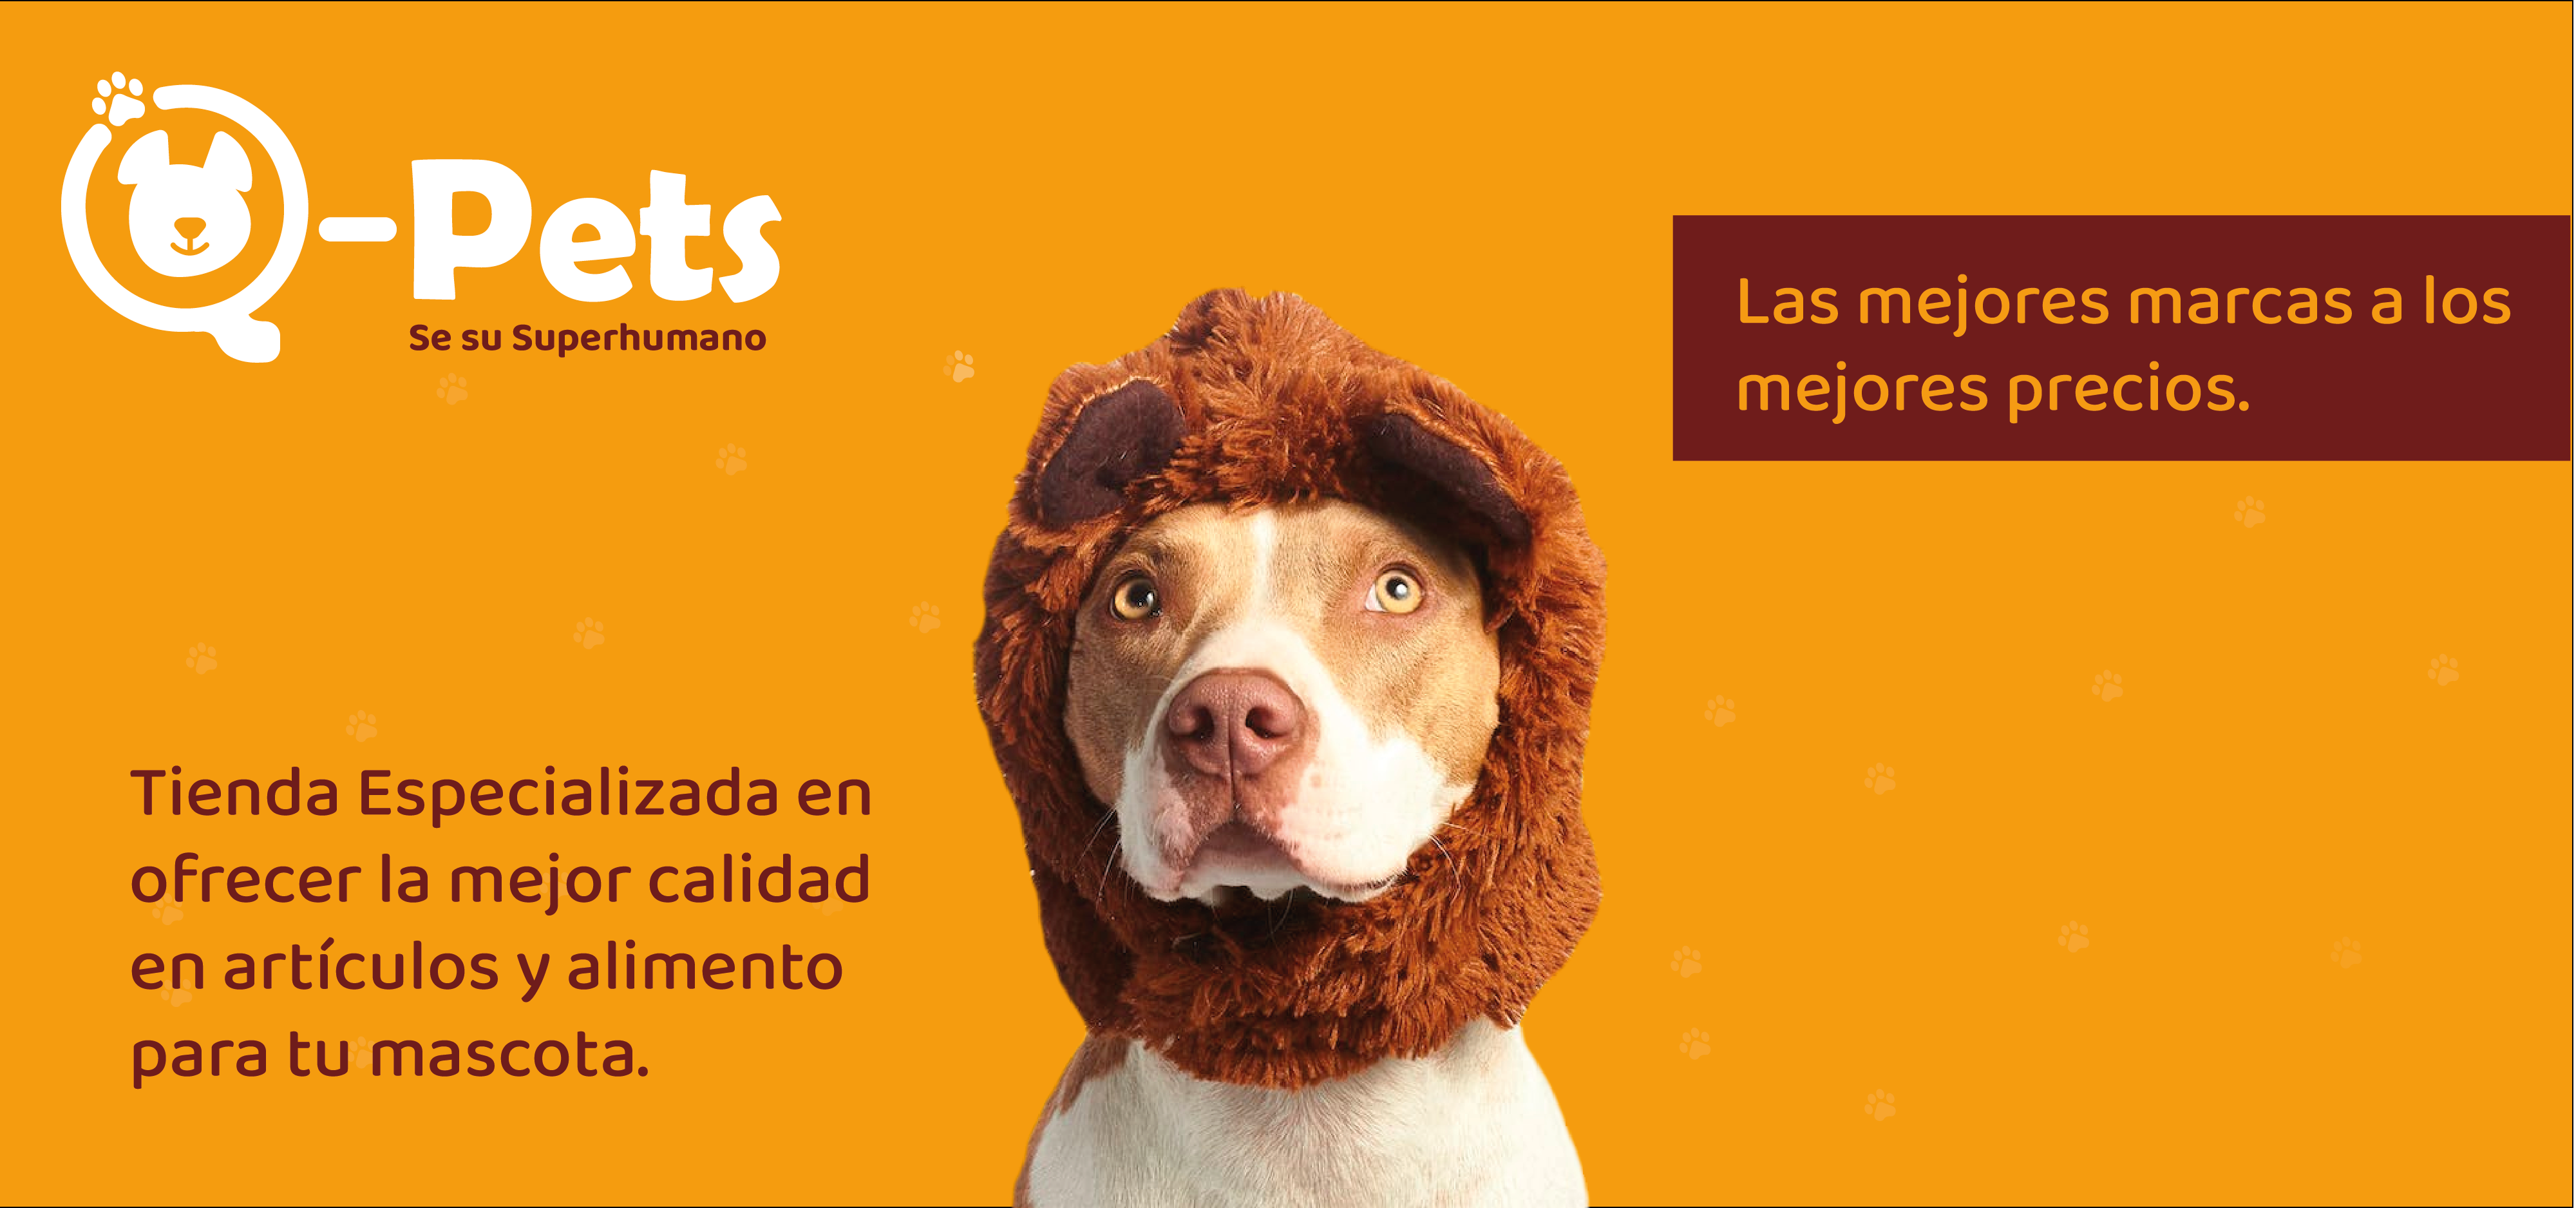 Q-Pets
Se su Superhumano
Las mejores marcas a los
mejores precios.
Tienda Especializada en
ofrecer la mejor calidad
en artículos y alimento
para tu mascota.